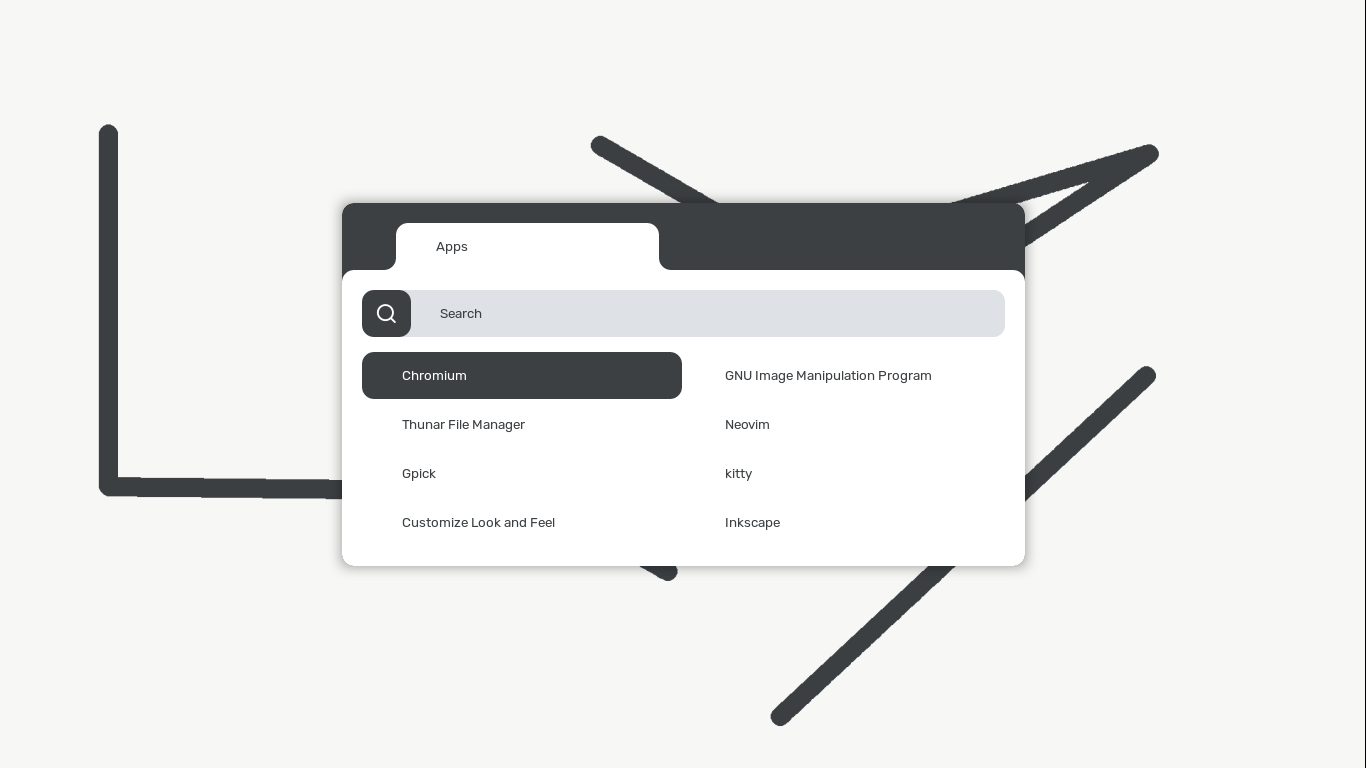 Apps
Search
Chromium
GNU Image Manipulation Program
Thunar File Manager
Neovim
Gpick
kitty
Customize Look and Feel
Inkscape